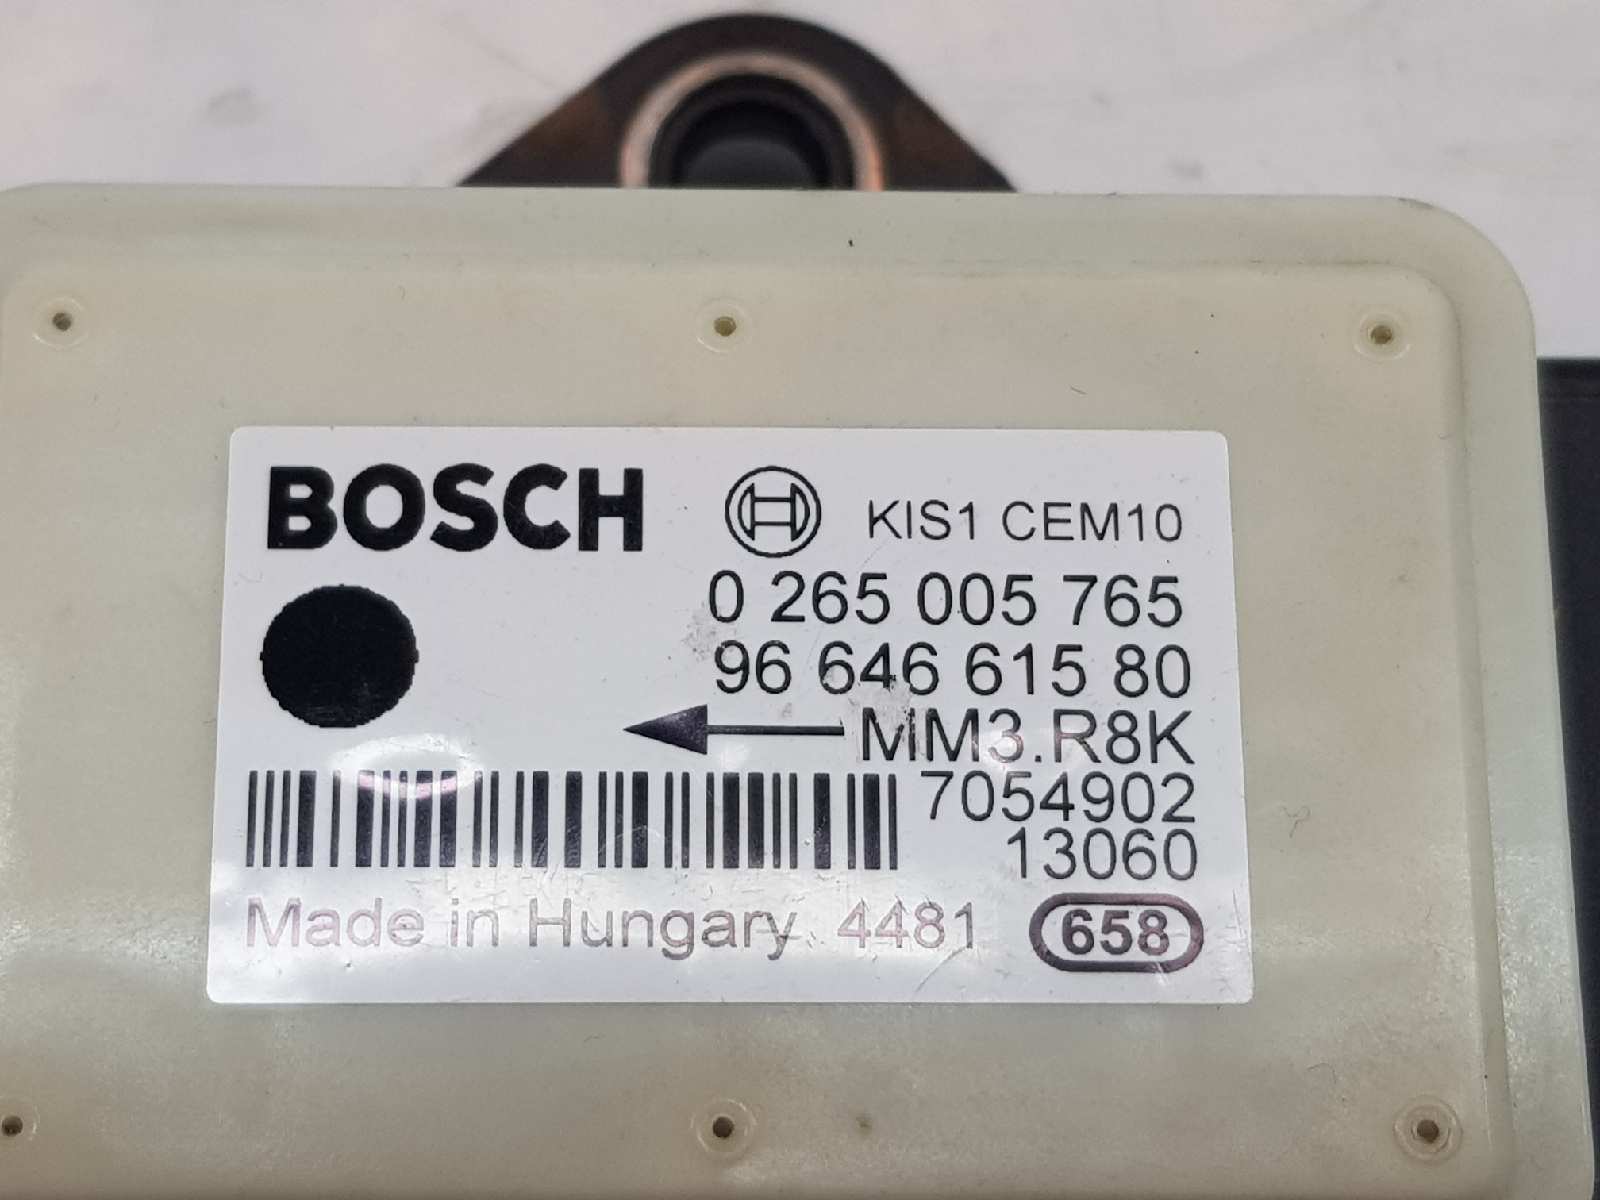 BOSCH KIS1 CEM10
0 265 005 765
96 646 615 80
MM3.R8K
7054902
13060
Made in Hungary 4481 658